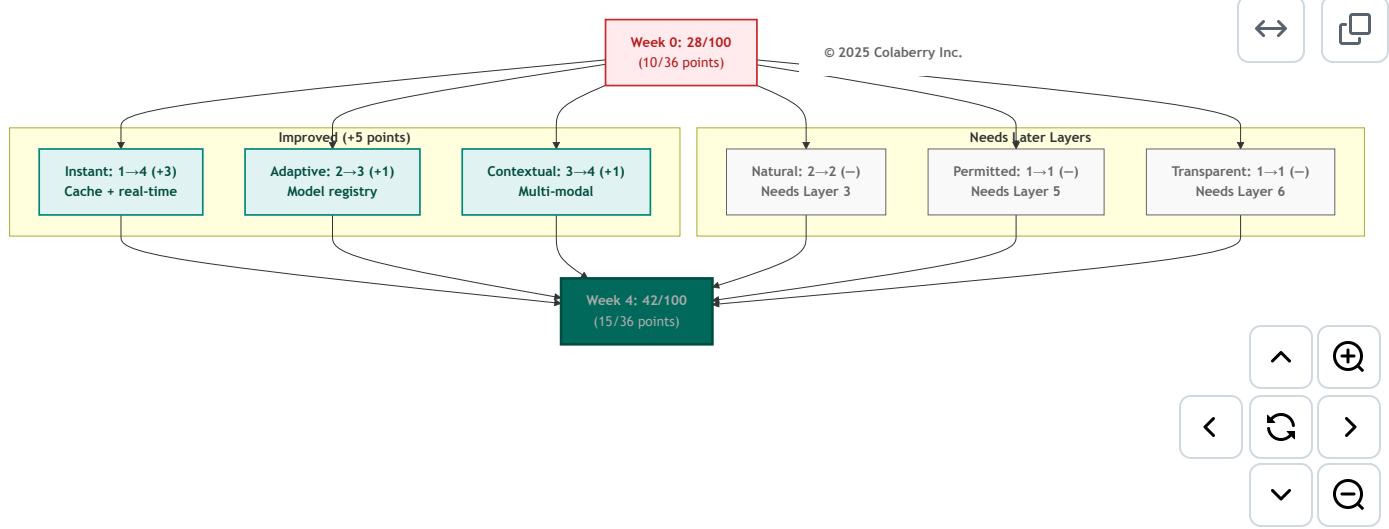 Week 0: 28/100
(10/36 points)
© 2025 Colaberry Inc.
Improved (+5 points)
Needs Later Layers
Instant: 1→4 (+3)
Cache + real-time
Adaptive: 2→3 (+1)
Model registry
Contextual: 3→4 (+1)
Multi-modal
Natural: 2→2 (—)
Needs Layer 3
Permitted: 1→1 (—)
Needs Layer 5
Transparent: 1→1 (—)
Needs Layer 6
Week 4: 42/100
(15/36 points)